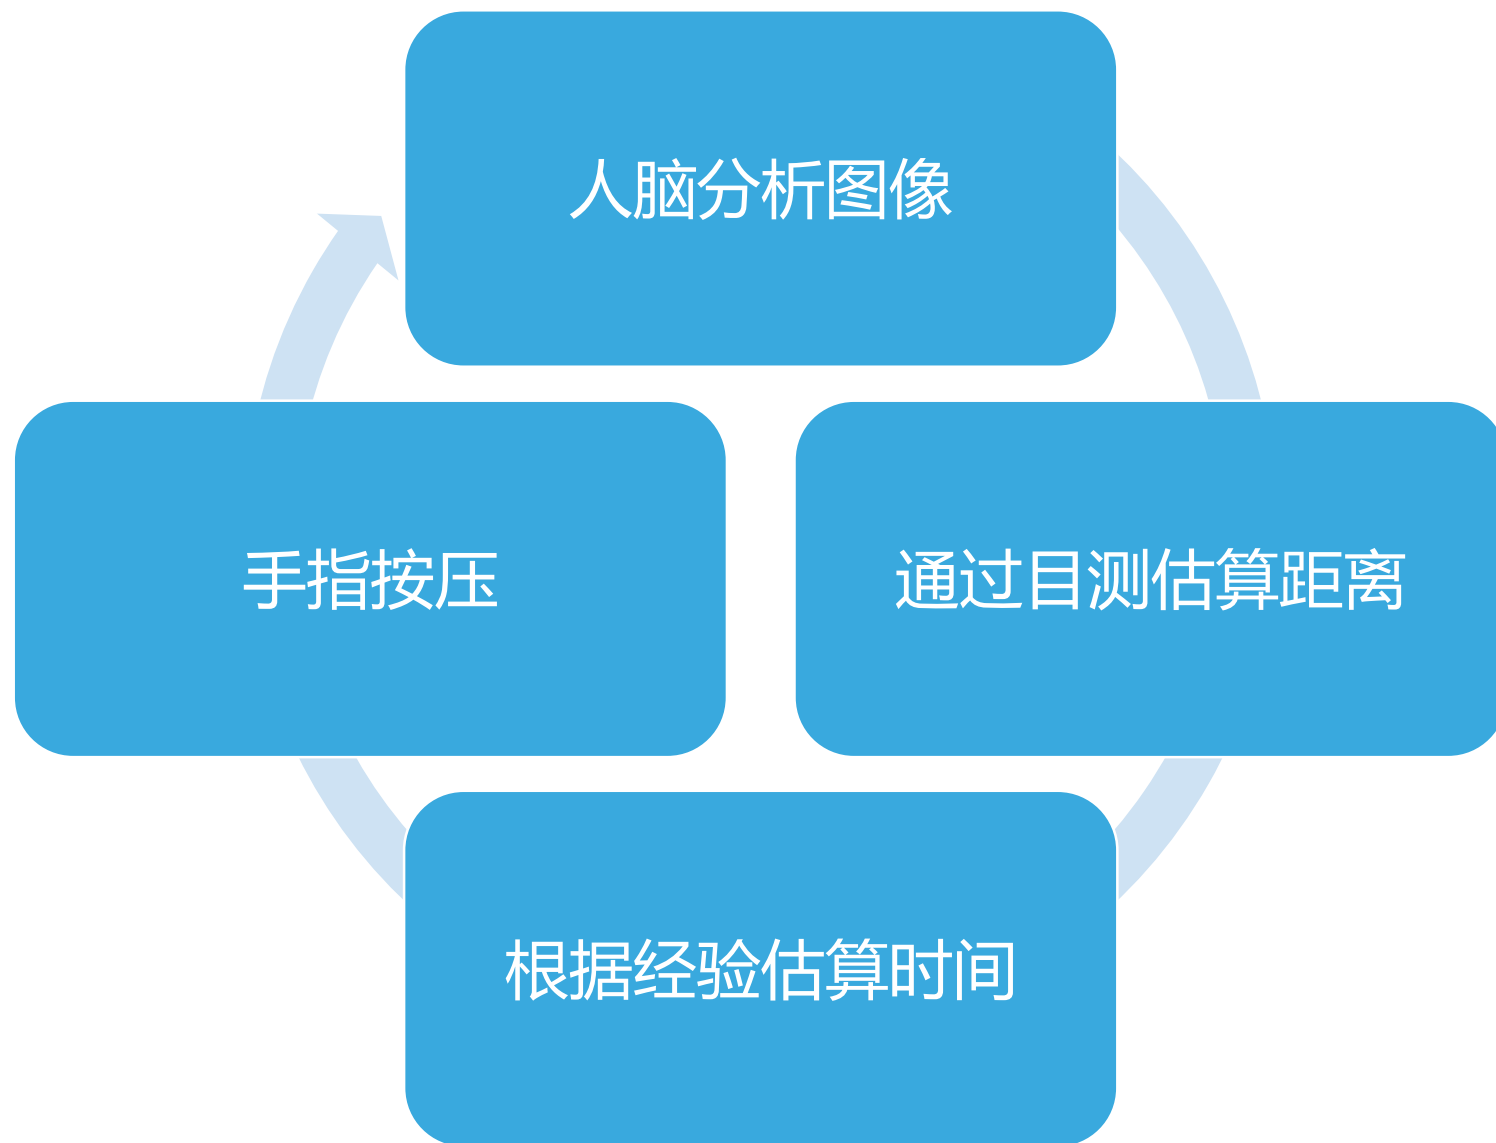 人脑分析图像
手指按压
通过目测估算距离
根据经验估算时间